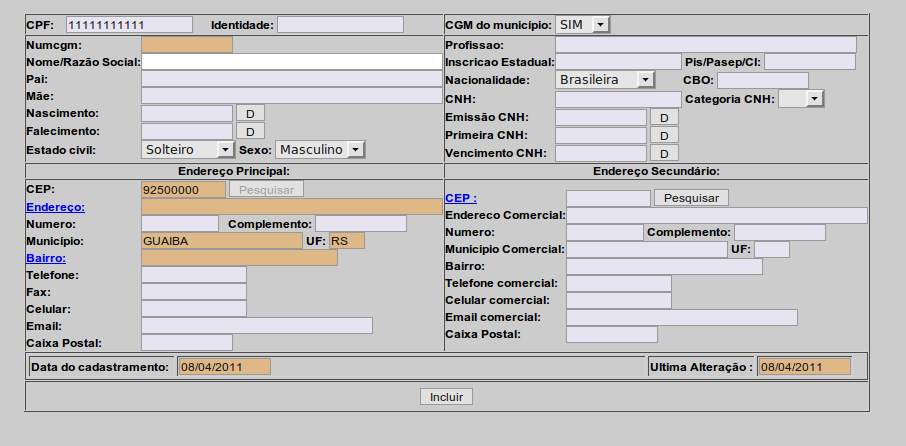 CPF: 11111111111 Identidade: CGM do município: SIM
Numcgm: Profissao:
Nome/Razão Social: Inscricao Estadual: Pis/Pasep/CI:
Pai: Nacionalidade: Brasileira CBO:
Mãe: CNH: Categoria CNH:
Nascimento: D Emissão CNH: D
Falecimento: D Primeira CNH: D
Estado civil: Solteiro Sexo: Masculino Vencimento CNH: D
Endereço Principal: Endereço Secundário:
CEP: 92500000 Pesquisar CEP : Pesquisar
Endereço: Endereco Comercial:
Numero: Complemento: Numero: Complemento:
Município: GUAIBA UF: RS Municipio Comercial: UF:
Bairro: Bairro:
Telefone: Telefone comercial:
Fax: Celular comercial:
Celular: Email comercial:
Email: Caixa Postal:
Caixa Postal:
Data do cadastramento: 08/04/2011 Ultima Alteração : 08/04/2011
Incluir